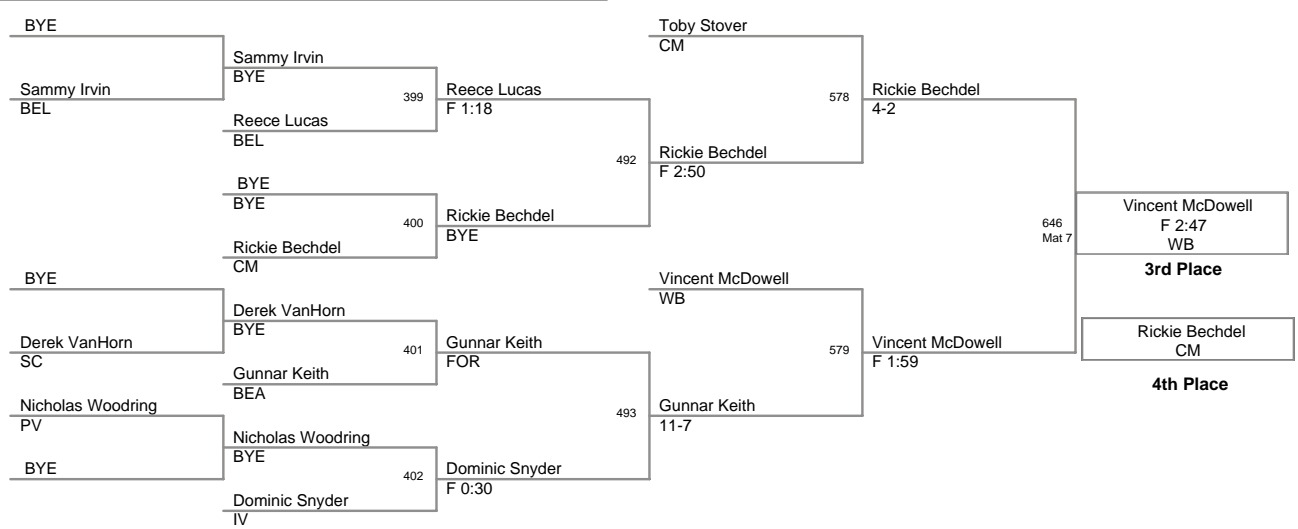 BYE
Sammy Irvin
BEL
Sammy Irvin
BYE
399
Reece Lucas
BEL
Reece Lucas
F 1:18
BYE
BYE
400
Rickie Bechdel
CM
Rickie Bechdel
BYE
492
Toby Stover
CM
Rickie Bechdel
F 2:50
578
Rickie Bechdel
4-2
BYE
Derek VanHorn
SC
Derek VanHorn
BYE
401
Gunnar Keith
BEA
Gunnar Keith
FOR
Nicholas Woodring
PV
BYE
Nicholas Woodring
BYE
402
Dominic Snyder
IV
Dominic Snyder
F 0:30
493
Vincent McDowell
WB
Gunnar Keith
11-7
579
Vincent McDowell
F 1:59
646
Mat 7
Vincent McDowell
F 2:47
WB
3rd Place
Rickie Bechdel
CM
4th Place